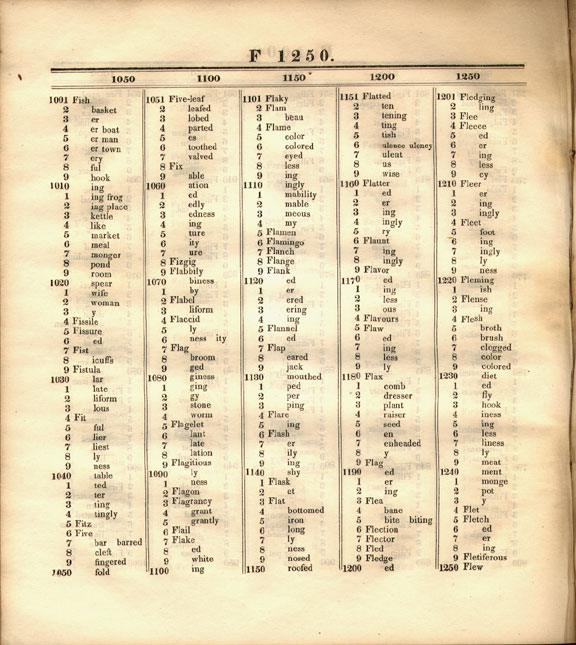 F 1250.
1050 1100 1150 1200 1250
1001 Fish
2 basket
3 er
4 er boat
5 er man
6 er town
7 ery
8 ful
9 hook
1010 ing
1 ing frog
2 ing place
3 kettle
4 like
5 market
6 meal
7 monger
8 pond
9 room
1020 spear
1 wife
2 woman
3 y
4 Fissile
5 Fissure
6 ed
7 Fist
8 icuffs
9 Fistula
1030 lar
1 late
2 liform
3 lous
4 Fit
5 ful
6 lier
7 liest
8 ly
9 ness
1040 table
1 ted
2 ter
3 ting
4 tingly
5 Fitz
6 Five
7 bar barred
8 cleft
9 fingered
1050 fold
1051 Five-leaf
2 leafed
3 lobed
4 parted
5 es
6 toothed
7 valved
8 Fix
9 able
1060 ation
1 ed
2 edly
3 edness
4 ing
5 ture
6 ity
7 ure
8 Fizgig
9 Flabbily
1070 biness
1 by
2 Flabel
3 liform
4 Flaccid
5 ly
6 ness ity
7 Flag
8 broom
9 ged
1080 giness
1 ging
2 gy
3 stone
4 worm
5 Flagelet
6 lant
7 late
8 lation
9 Flagitious
1090 ly
1 ness
2 Flagon
3 Flagrancy
4 grant
5 grantly
6 Flail
7 Flake
8 ed
9 white
1100 ing
1101 Flaky
2 Flam
3 beau
4 Flame
5 color
6 colored
7 eyed
8 less
9 ing
1110 ingly
1 mability
2 mable
3 meous
4 my
5 Flamen
6 Flamingo
7 Flanch
8 Flange
9 Flank
1120 ed
1 er
2 ered
3 ering
4 ing
5 Flannel
6 ed
7 Flap
8 eared
9 jack
1130 mouthed
1 ped
2 per
3 ping
4 Flare
5 ing
6 Flash
7 er
8 ily
9 ing
1140 shy
1 Flask
2 et
3 Flat
4 bottomed
5 iron
6 long
7 ly
8 ness
9 nosed
1150 roofed
1151 Flatted
2 ten
3 tening
4 ting
5 tish
6 ulence ulency
7 ulent
8 us
9 wise
1160 Flatter
1 ed
2 er
3 ing
4 ingly
5 ry
6 Flaunt
7 ing
8 ingly
9 Flavor
1170 ed
1 ing
2 less
3 ous
4 Flavours
5 Flaw
6 ed
7 ing
8 less
9 ly
1180 Flax
1 comb
2 dresser
3 plant
4 raiser
5 seed
6 en
7 enheaded
8 y
9 Flag
1190 ed
1 er
2 ing
3 Flea
4 bane
5 bite biting
6 Flection
7 Flector
8 Fled
9 Fledge
1200 ed
1201 Fledging
2 ling
3 Flee
4 Fleece
5 ed
6 er
7 ing
8 less
9 cy
1210 Fleer
1 er
2 ing
3 ingly
4 Fleet
5 foot
6 ing
7 ingly
8 ly
9 ness
1220 Fleming
1 ish
2 Flense
3 ing
4 Flesh
5 broth
6 brush
7 clogged
8 color
9 colored
1230 diet
1 ed
2 fly
3 hook
4 iness
5 ing
6 less
7 liness
8 ly
9 meat
1240 ment
1 monge
2 pot
3 y
4 Flet
5 Fletch
6 ed
7 er
8 ing
9 Fletiferous
1250 Flew